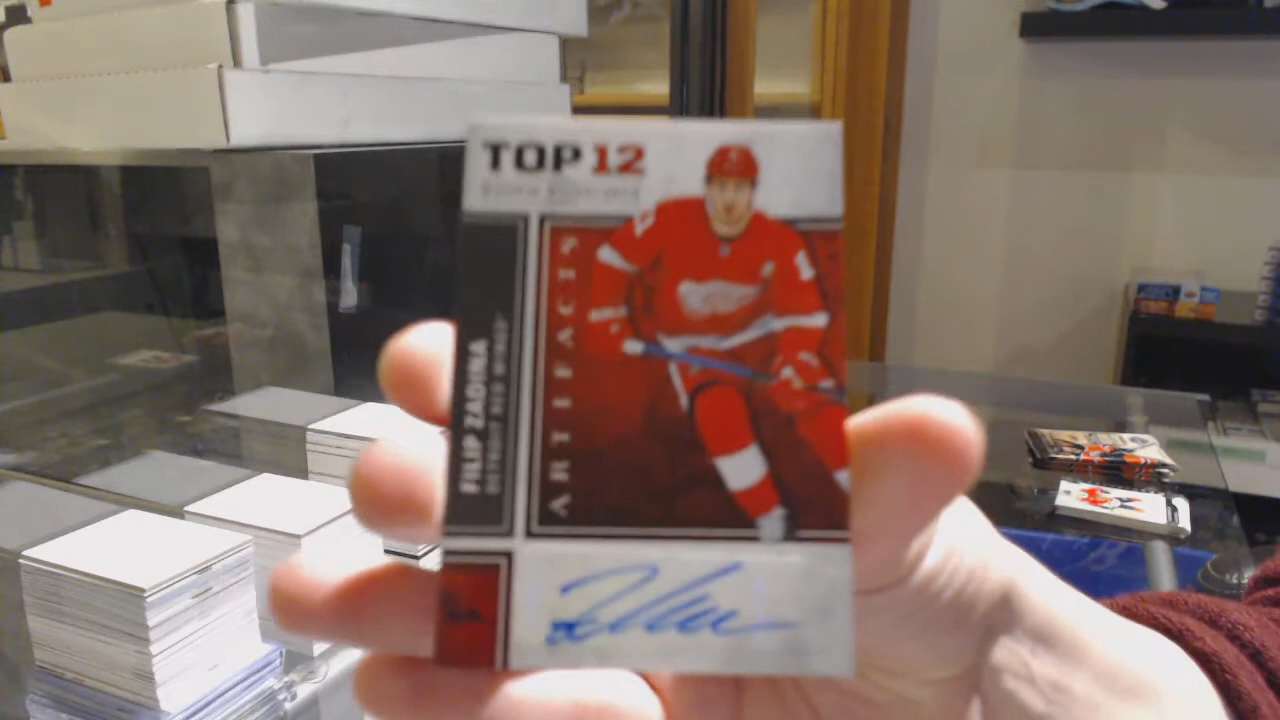 TOP 12
ARTIFACTS
FILIP ZADINA
DETROIT RED WINGS